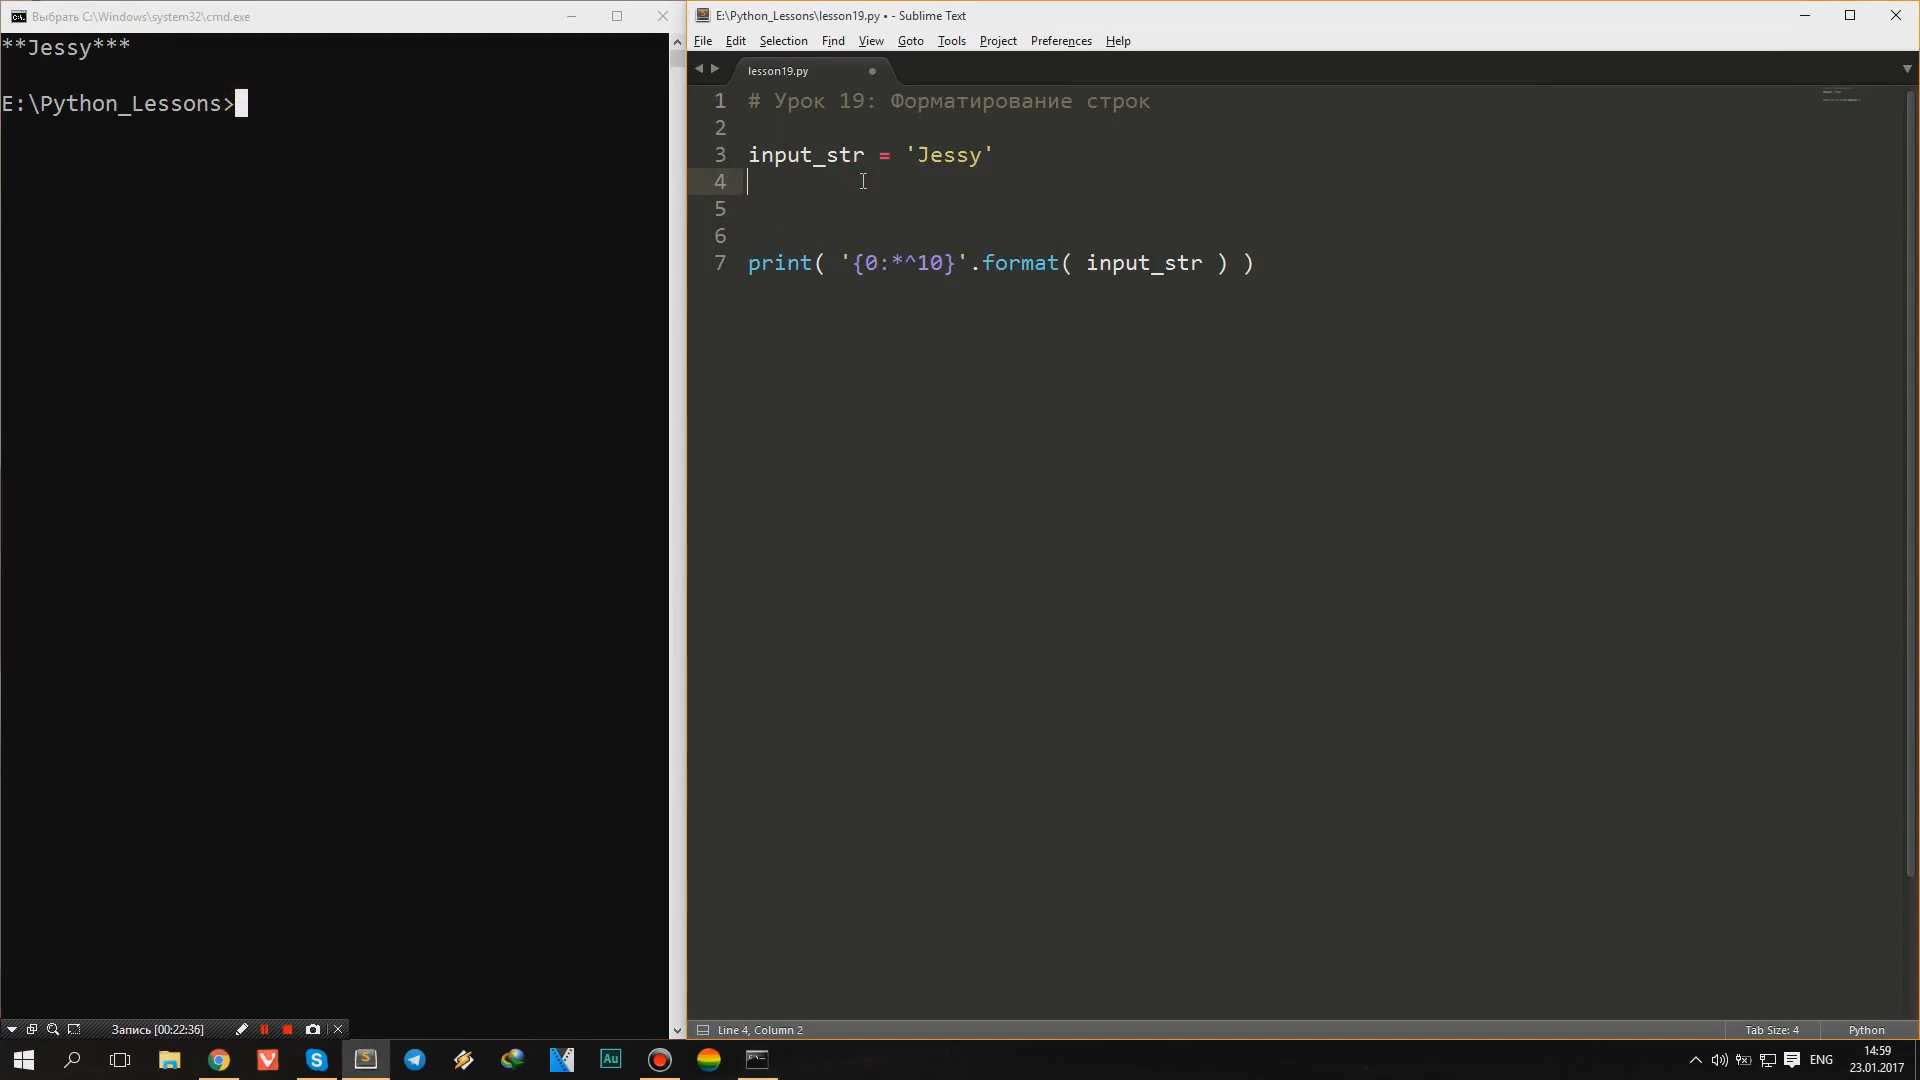 Выбрать C:\Windows\system32\cmd.exe
**Jessy***
E:\Python_Lessons>
E:\Python_Lessons\lesson19.py • - Sublime Text
File Edit Selection Find View Goto Tools Project Preferences Help
lesson19.py
1 # Урок 19: Форматирование строк
2
3 input_str = 'Jessy'
4
5
6
7 print( '{0:*^10}'.format( input_str ) )
Запись [00:22:36]
Line 4, Column 2
Tab Size: 4
Python
Au
ENG
14:59
23.01.2017